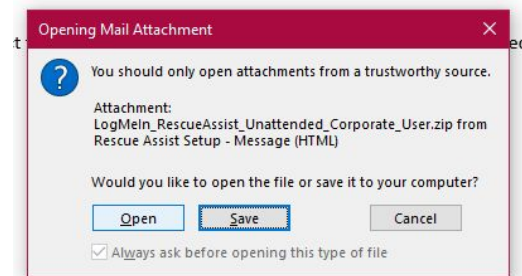 Opening Mail Attachment
You should only open attachments from a trustworthy source.
Attachment:
LogMeIn_RescueAssist_Unattended_Corporate_User.zip from
Rescue Assist Setup - Message (HTML)
Would you like to open the file or save it to your computer?
Open Save Cancel
Always ask before opening this type of file